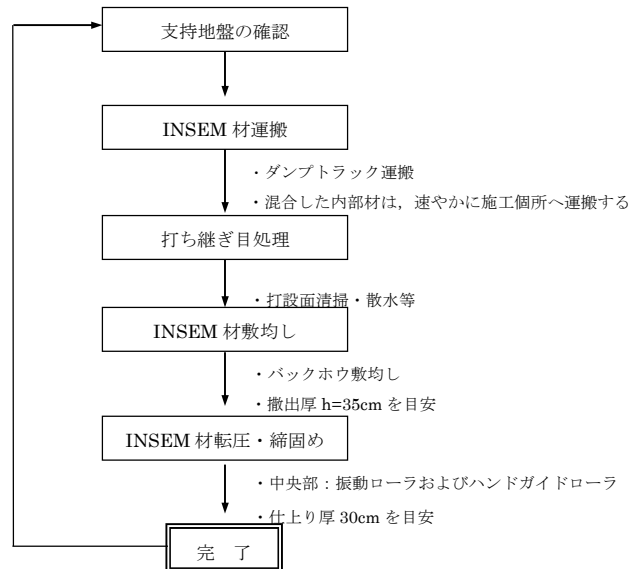 支持地盤の確認
INSEM 材運搬
・ダンプトラック運搬
・混合した内部材は，速やかに施工個所へ運搬する
打ち継ぎ目処理
・打設面清掃・散水等
INSEM 材敷均し
・バックホウ敷均し
・撒出厚 h=35cm を目安
INSEM 材転圧・締固め
・中央部：振動ローラおよびハンドガイドローラ
・仕上り厚 30cm を目安
完　了